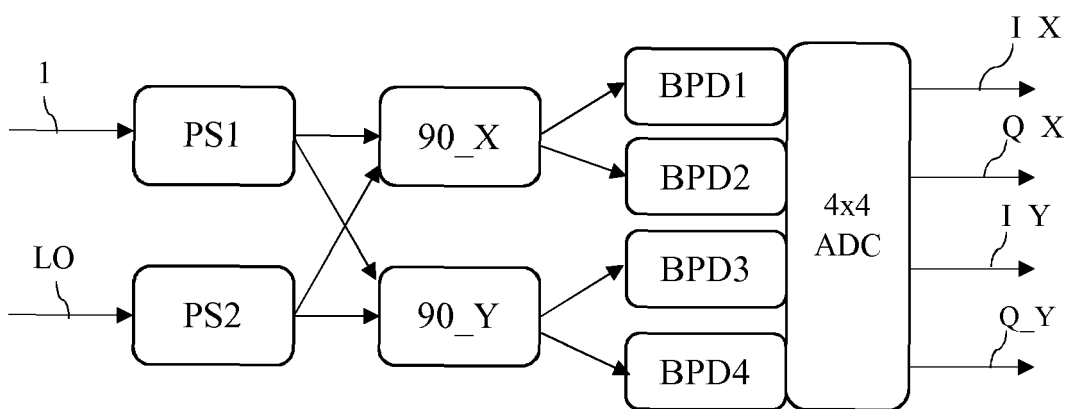 1
PS1
LO
PS2
90_X
90_Y
BPD1
BPD2
BPD3
BPD4
4x4
ADC
I X
Q X
I Y
Q_Y